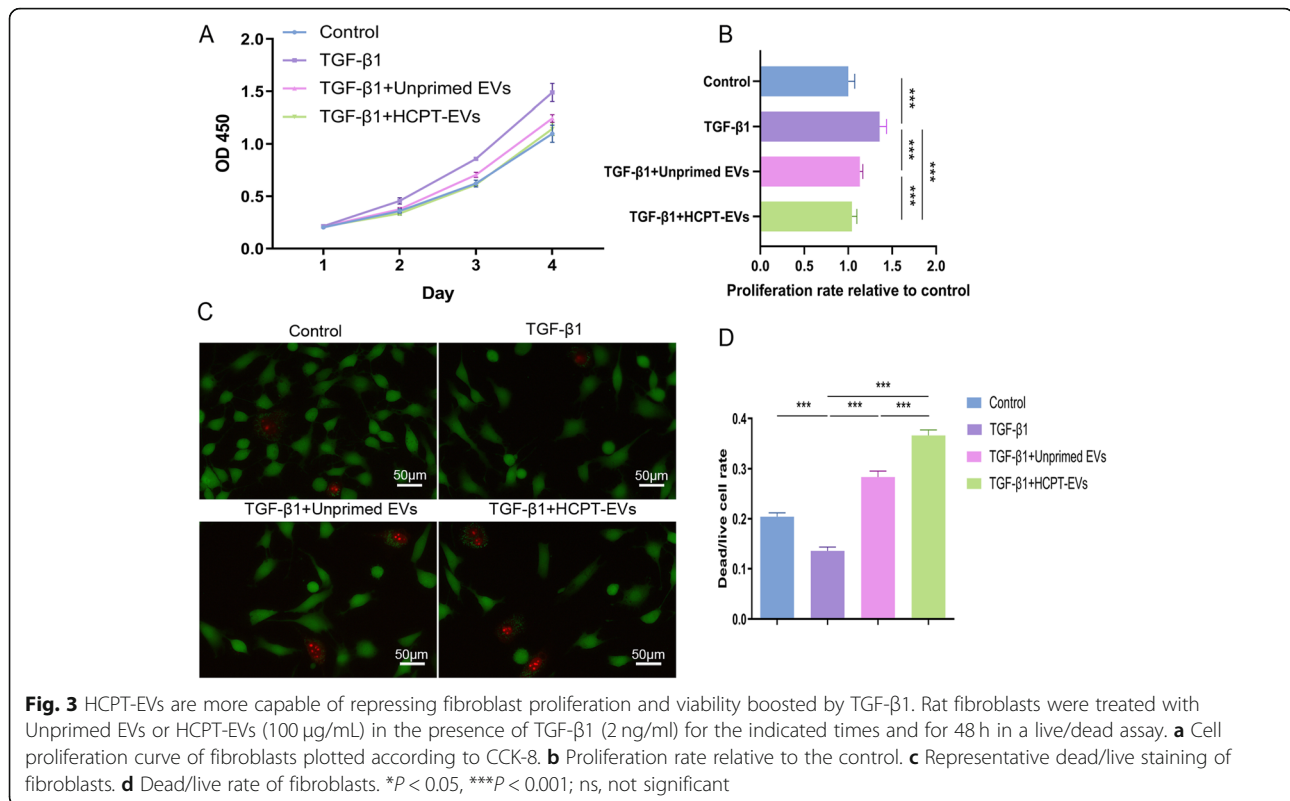 A
Control
TGF-β1
TGF-β1+Unprimed EVs
TGF-β1+HCPT-EVs
2.0
1.5
1.0
0.5
0.0
OD 450
1 2 3 4
Day
B
Control
TGF-β1
TGF-β1+Unprimed EVs
TGF-β1+HCPT-EVs
***
***
***
***
0.0 0.5 1.0 1.5 2.0
Proliferation rate relative to control
C
Control
TGF-β1
50μm
50μm
TGF-β1+Unprimed EVs
TGF-β1+HCPT-EVs
50μm
50μm
D
***
*** *** ***
0.4
0.3
0.2
0.1
0.0
Dead/live cell rate
Control
TGF-β1
TGF-β1+Unprimed EVs
TGF-β1+HCPT-EVs
Fig. 3 HCPT-EVs are more capable of repressing fibroblast proliferation and viability boosted by TGF-β1. Rat fibroblasts were treated with
Unprimed EVs or HCPT-EVs (100 μg/mL) in the presence of TGF-β1 (2 ng/ml) for the indicated times and for 48 h in a live/dead assay. a Cell
proliferation curve of fibroblasts plotted according to CCK-8. b Proliferation rate relative to the control. c Representative dead/live staining of
fibroblasts. d Dead/live rate of fibroblasts. *P < 0.05, ***P < 0.001; ns, not significant